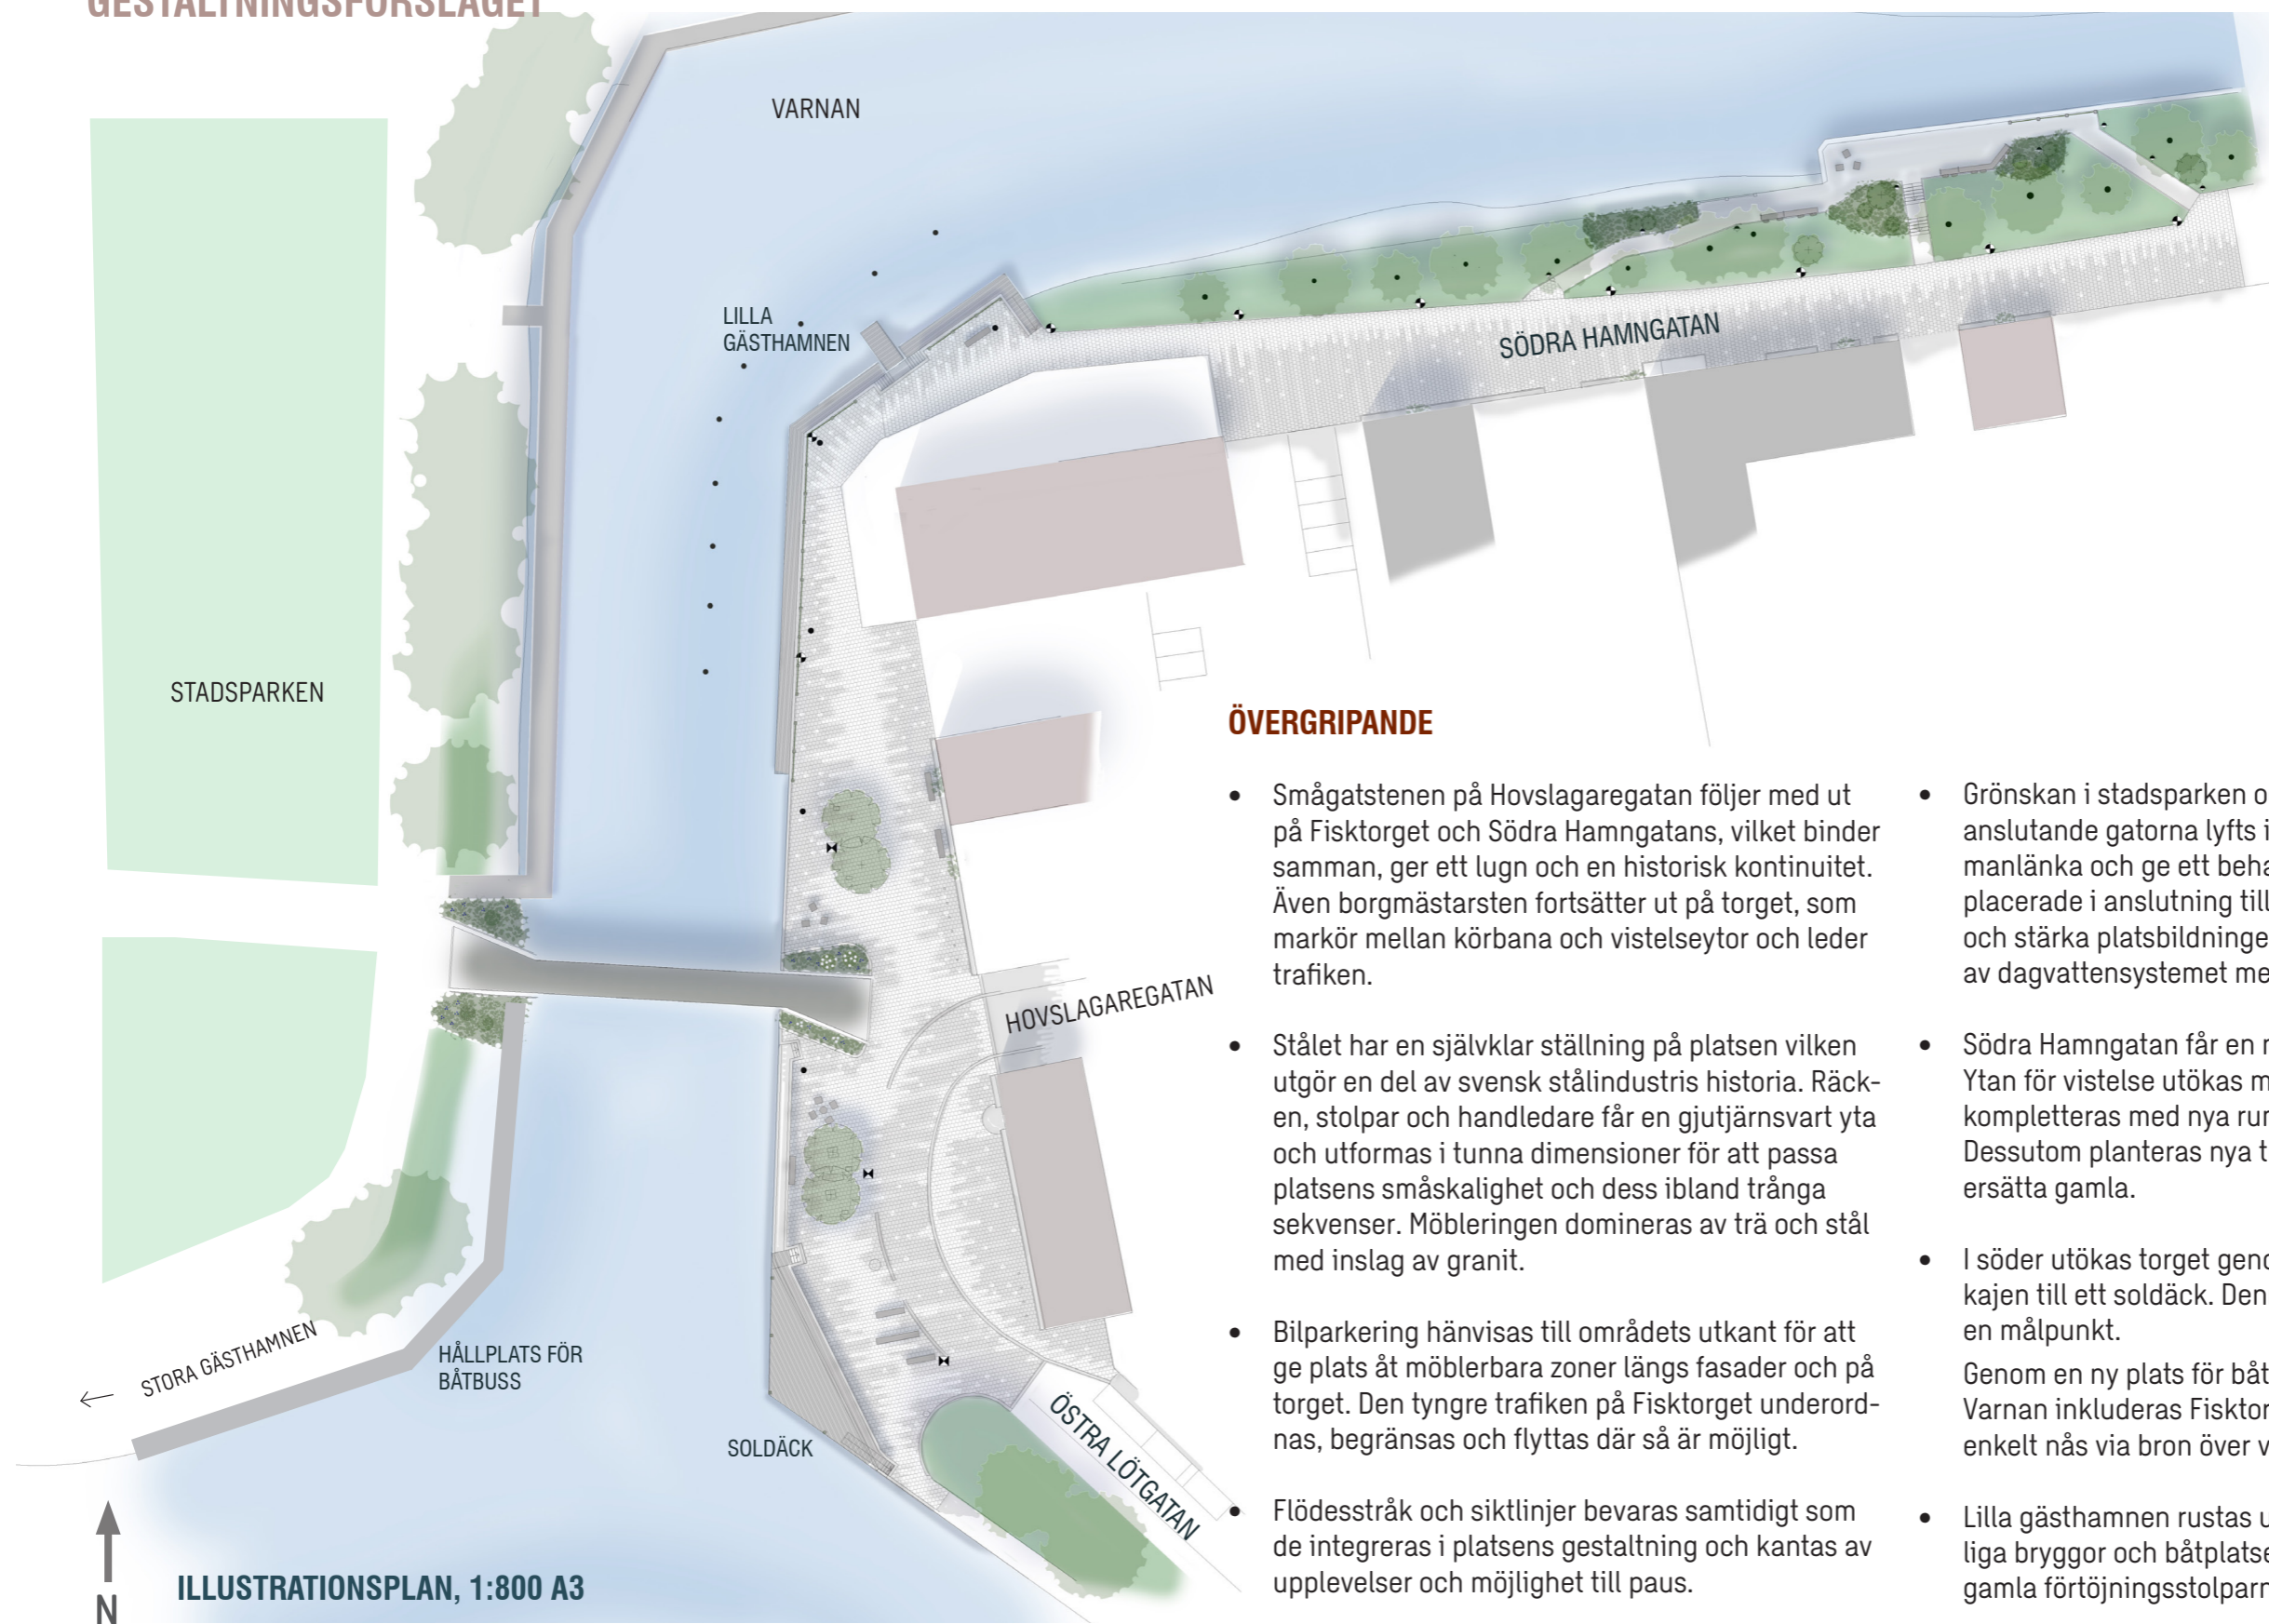 GESTALTNINGSFÖRSLAGET
VARNAN
LILLA
GÄSTHAMNEN
SÖDRA HAMNGATAN
STADSPARKEN
HOVSLAGAREGATAN
STORA GÄSTHAMNEN
HÅLLPLATS FÖR
BÅTBUSS
SOLDÄCK
ÖSTRA LÖTGATAN
N
ILLUSTRATIONSPLAN, 1:800 A3
ÖVERGRIPANDE
• Smågatstenen på Hovslagaregatan följer med ut
på Fisktorget och Södra Hamngatans, vilket binder
samman, ger ett lugn och en historisk kontinuitet.
Även borgmästarsten fortsätter ut på torget, som
markör mellan körbana och vistelseytor och leder
trafiken.
• Stålet har en självklar ställning på platsen vilken
utgör en del av svensk stålindustris historia. Räck-
en, stolpar och handledare får en gjutjärnsvart yta
och utformas i tunna dimensioner för att passa
platsens småskalighet och dess ibland trånga
sekvenser. Möbleringen domineras av trä och stål
med inslag av granit.
• Bilparkering hänvisas till områdets utkant för att
ge plats åt möblerbara zoner längs fasader och på
torget. Den tyngre trafiken på Fisktorget underord-
nas, begränsas och flyttas där så är möjligt.
• Flödesstråk och siktlinjer bevaras samtidigt som
de integreras i platsens gestaltning och kantas av
upplevelser och möjlighet till paus.
• Grönskan i stadsparken
anslutande gatorna lyfts
manlänka och ge ett
placerade i anslutning till
och stärka
av dagvattensystemet
• Södra Hamngatan får en
Ytan för vistelse utökas
kompletteras med nya
Dessutom planteras nya
ersätta gamla.
• I söder utökas torget
kajen till ett soldäck. Den
en målpunkt.
Genom en ny plats för
Varnan inkluderas
enkelt nås via bron över
• Lilla gästhamnen rustas
liga bryggor och
gamla